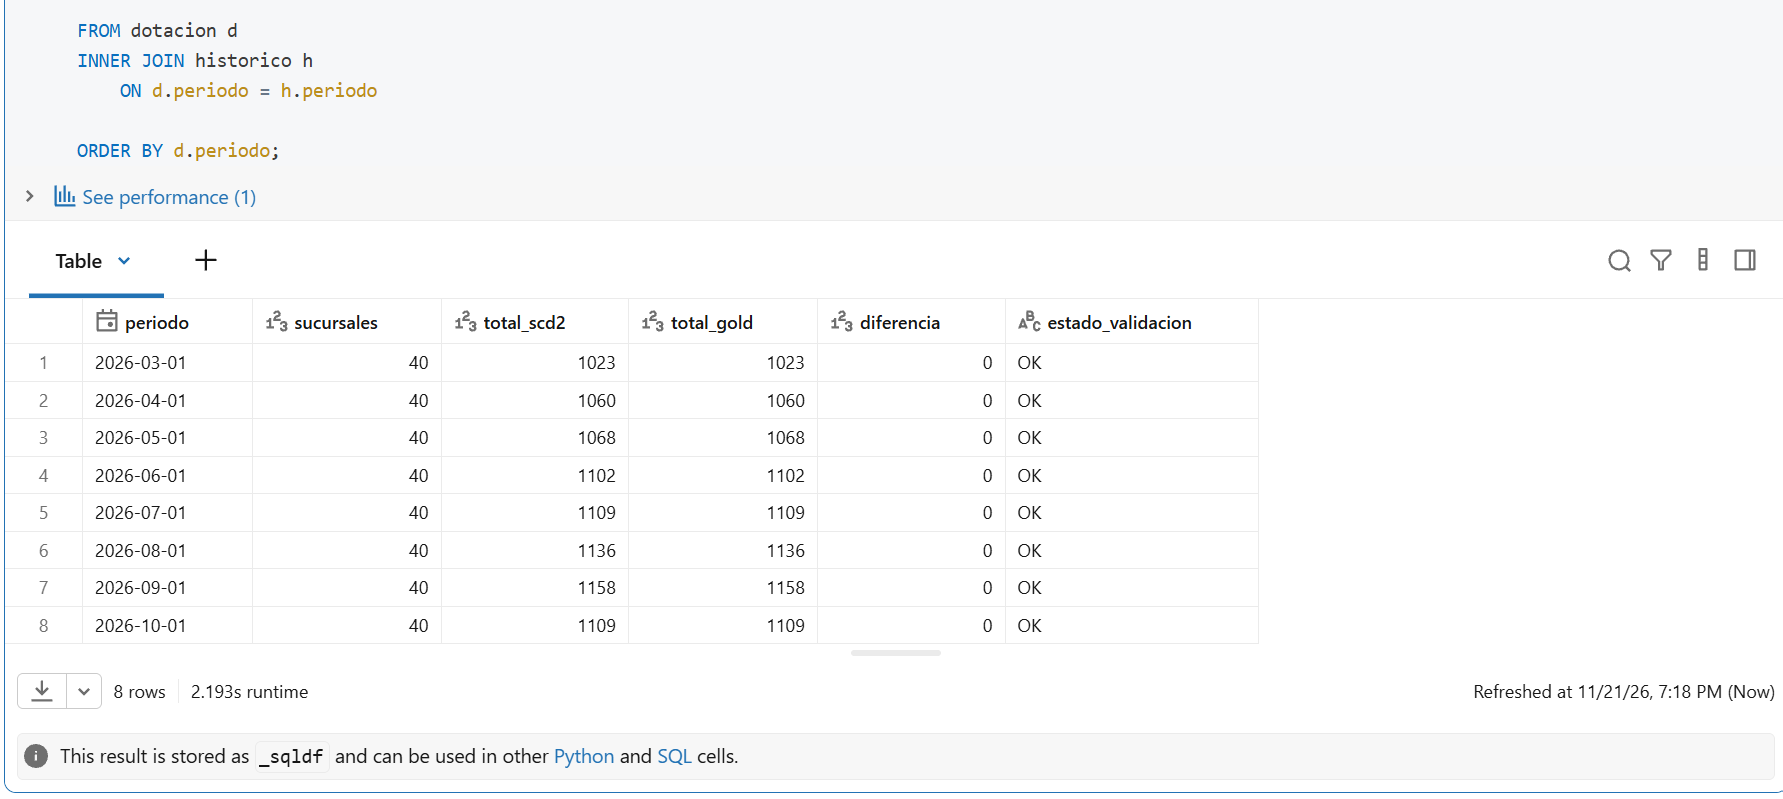 FROM dotacion d
INNER JOIN historico h
ON d.periodo = h.periodo
ORDER BY d.periodo;
See performance (1)
Table
periodo sucursales total_scd2 total_gold diferencia estado_validacion
1 2026-03-01 40 1023 1023 0 OK
2 2026-04-01 40 1060 1060 0 OK
3 2026-05-01 40 1068 1068 0 OK
4 2026-06-01 40 1102 1102 0 OK
5 2026-07-01 40 1109 1109 0 OK
6 2026-08-01 40 1136 1136 0 OK
7 2026-09-01 40 1158 1158 0 OK
8 2026-10-01 40 1109 1109 0 OK
8 rows 2.193s runtime Refreshed at 11/21/26, 7:18 PM (Now)
This result is stored as _sqldf and can be used in other Python and SQL cells.